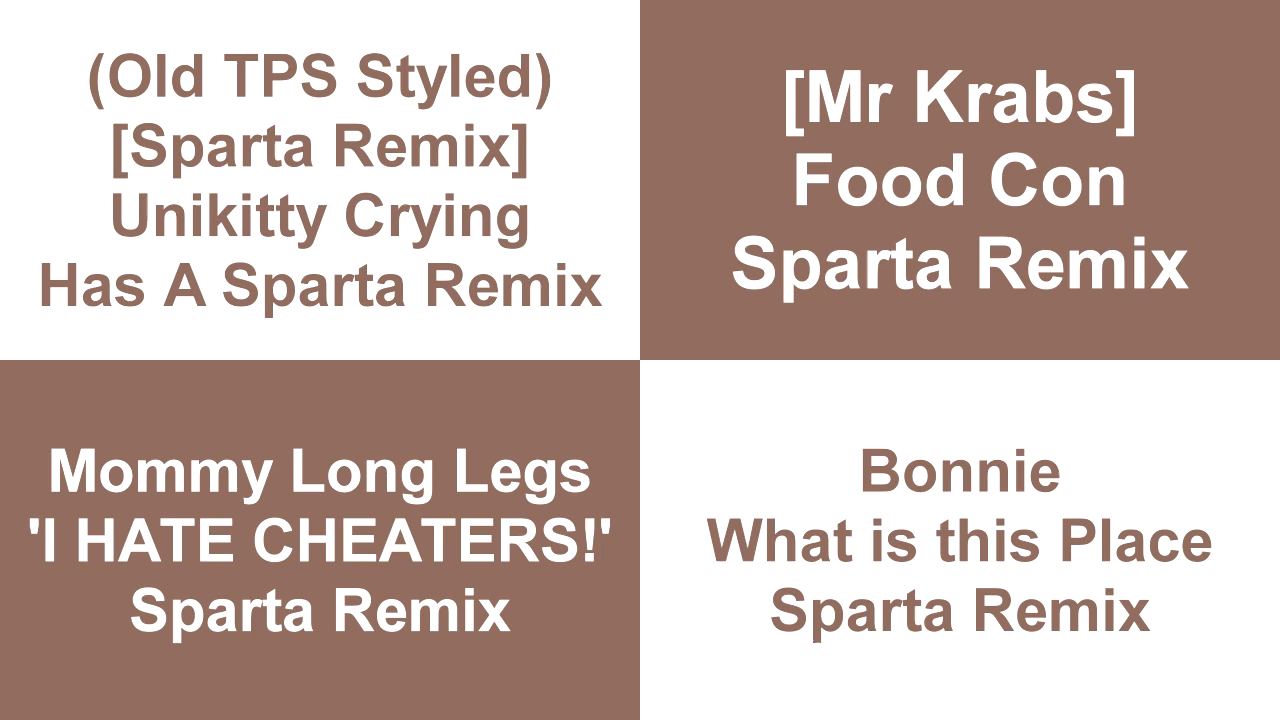 (Old TPS Styled)
[Sparta Remix]
Unikitty Crying
Has A Sparta Remix
[Mr Krabs]
Food Con
Sparta Remix
Mommy Long Legs
'I HATE CHEATERS!'
Sparta Remix
Bonnie
What is this Place
Sparta Remix